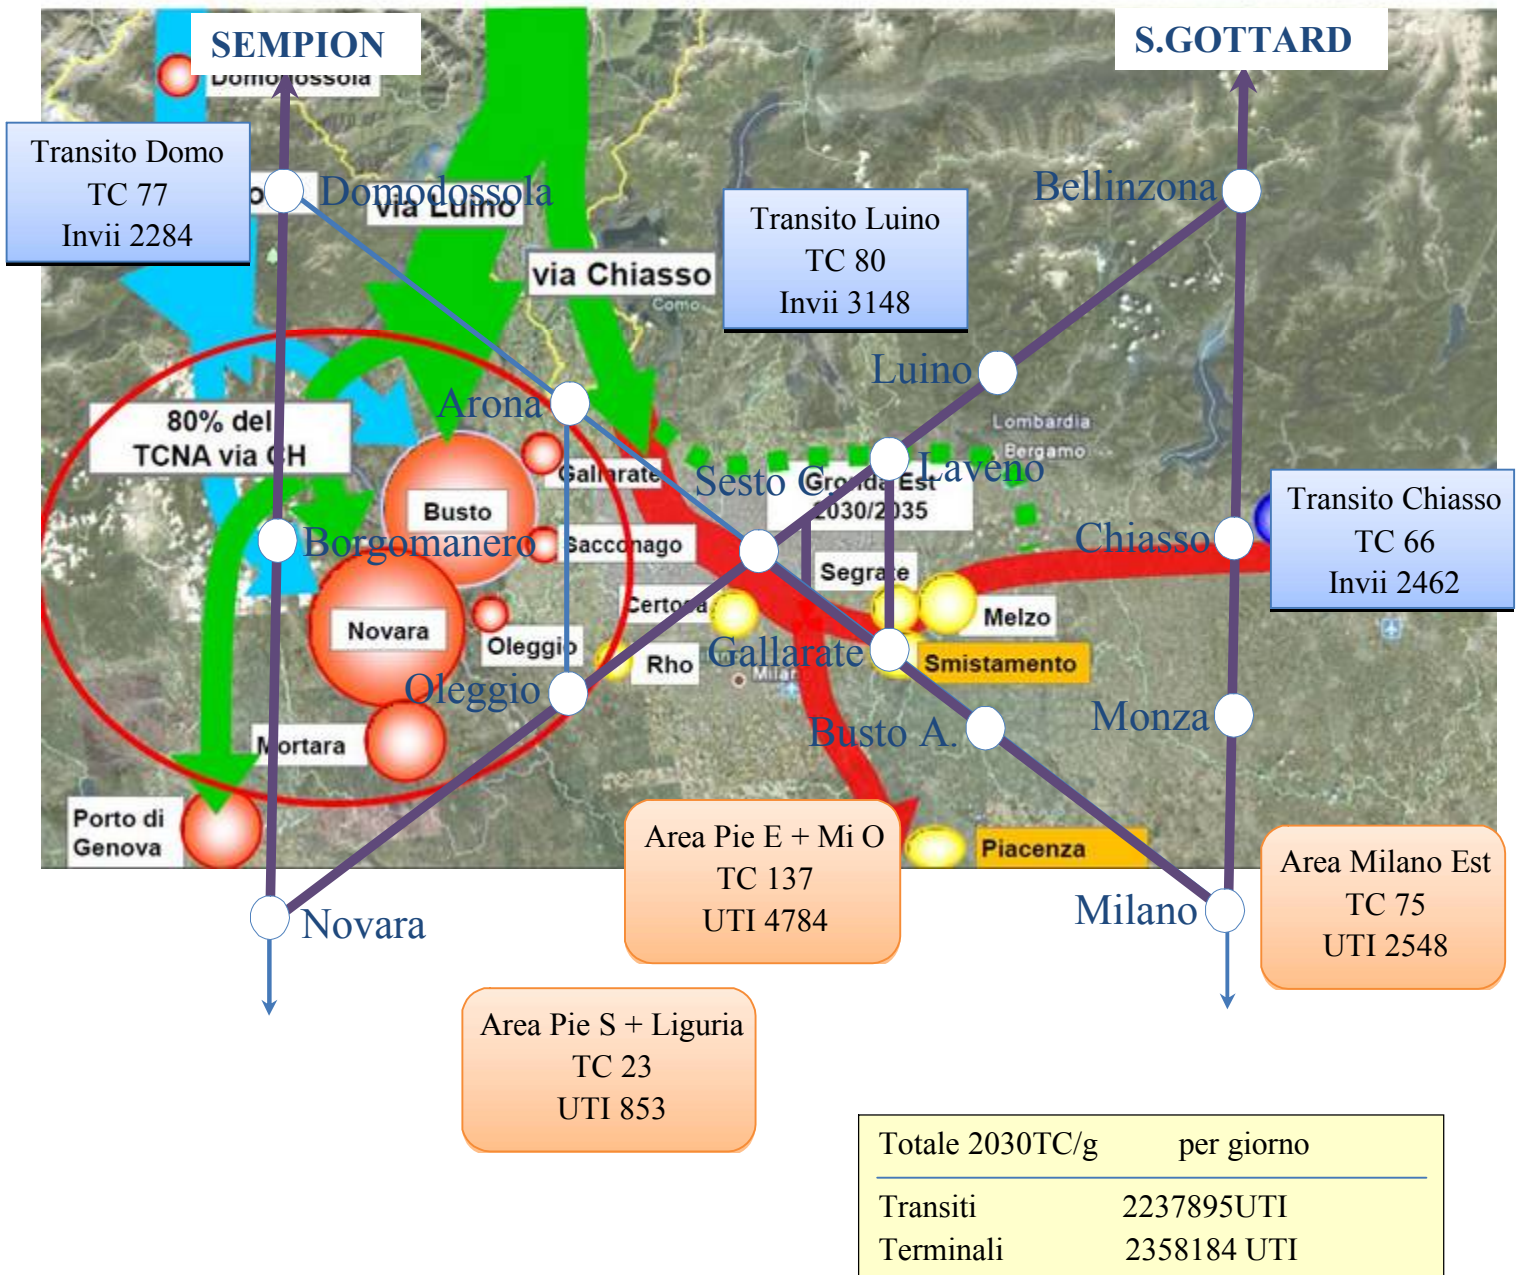 SEMPION
S.GOTTARD
Domodossola
Transito Domo
TC 77
Invii 2284
Domodossola
via Luino
via Chiasso
Como
Transito Luino
TC 80
Invii 3148
Bellinzona
Luino
Arona
80% del
TCNA via CH
Gallarate
Sesto C.
Laveno
Gronda Est
2030/2035
Lombardia
Bergamo
Busto
Borgomanero
Sacconago
Chiasso
Transito Chiasso
TC 66
Invii 2462
Segrate
Certosa
Melzo
Novara
Oleggio
Rho
Gallarate
Smistamento
Oleggio
Mortara
Busto A.
Monza
Porto di
Genova
Area Pie E + Mi O
TC 137
UTI 4784
Piacenza
Area Milano Est
TC 75
UTI 2548
Novara
Milano
Area Pie S + Liguria
TC 23
UTI 853
Totale 2030TC/g per giorno
Transiti 2237895UTI
Terminali 2358184 UTI